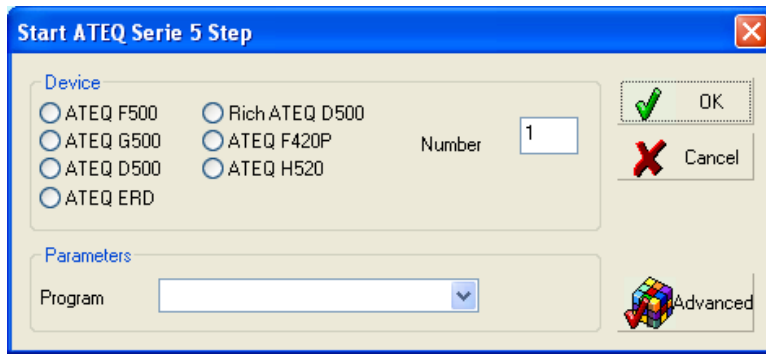 Start ATEQ Serie 5 Step
Device
ATEQ F500
ATEQ G500
ATEQ D500
ATEQ ERD
Rich ATEQ D500
ATEQ F420P
ATEQ H520
Number 1
OK
Cancel
Parameters
Program
Advanced